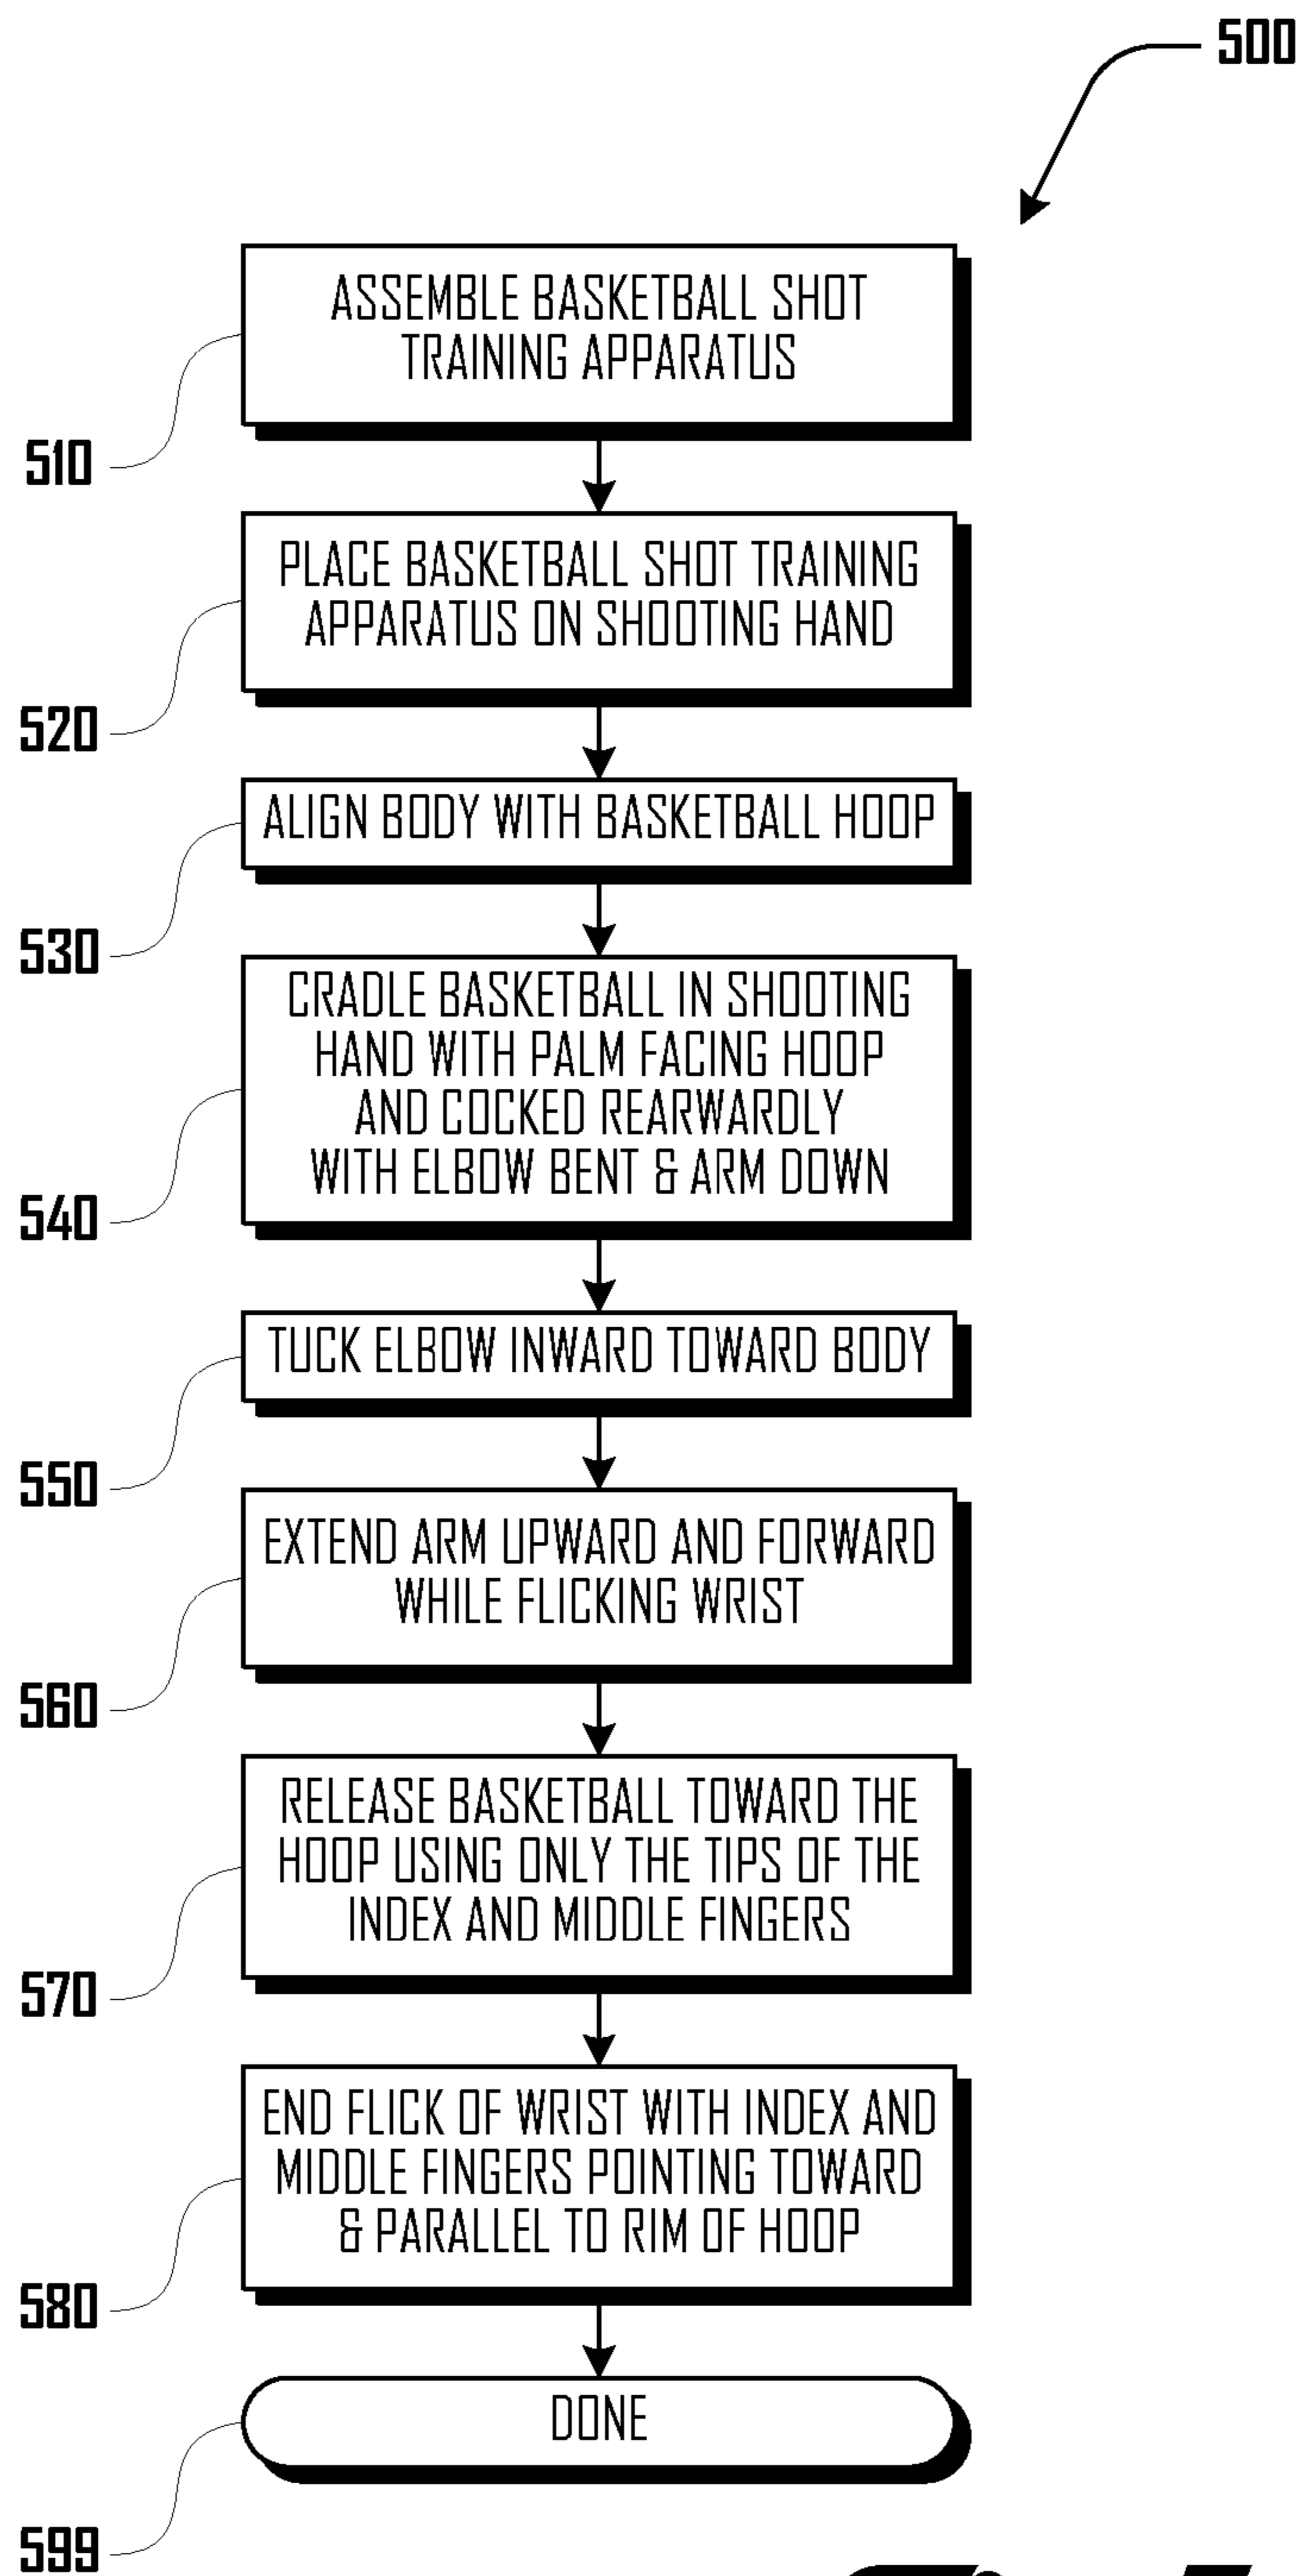 500
ASSEMBLE BASKETBALL SHOT
TRAINING APPARATUS
510
PLACE BASKETBALL SHOT TRAINING
APPARATUS ON SHOOTING HAND
520
ALIGN BODY WITH BASKETBALL HOOP
530
CRADLE BASKETBALL IN SHOOTING
HAND WITH PALM FACING HOOP
AND COCKED REARWARDLY
WITH ELBOW BENT & ARM DOWN
540
TUCK ELBOW INWARD TOWARD BODY
550
EXTEND ARM UPWARD AND FORWARD
WHILE FLICKING WRIST
560
RELEASE BASKETBALL TOWARD THE
HOOP USING ONLY THE TIPS OF THE
INDEX AND MIDDLE FINGERS
570
END FLICK OF WRIST WITH INDEX AND
MIDDLE FINGERS POINTING TOWARD
& PARALLEL TO RIM OF HOOP
580
DONE
599